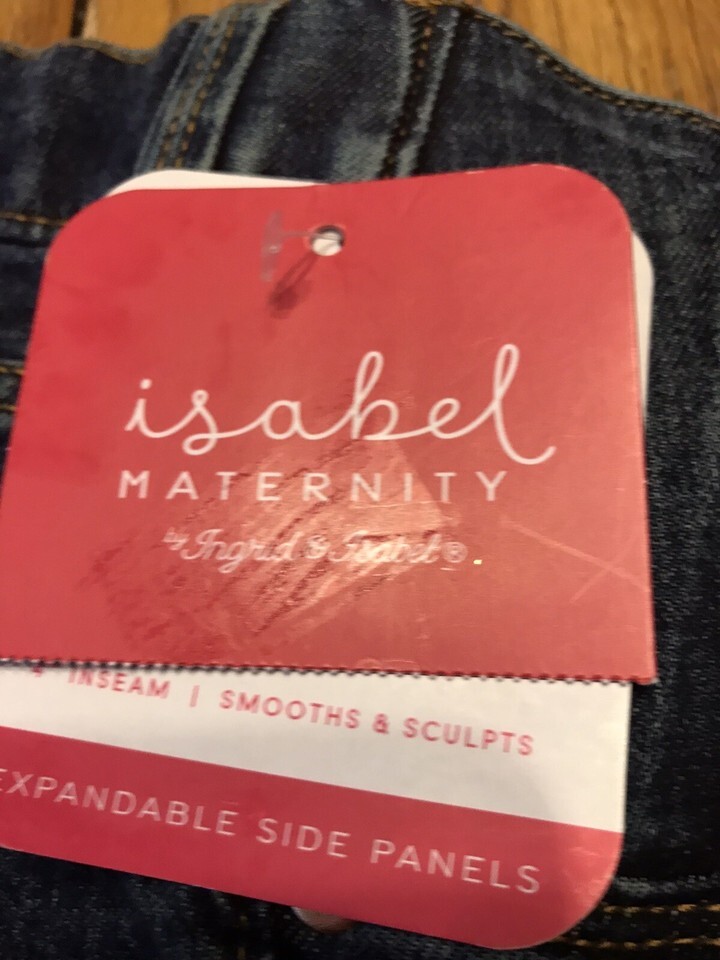 isabel
MATERNITY
by Ingrid & Isabel®
INSEAM | SMOOTHS & SCULPTS
EXPANDABLE SIDE PANELS